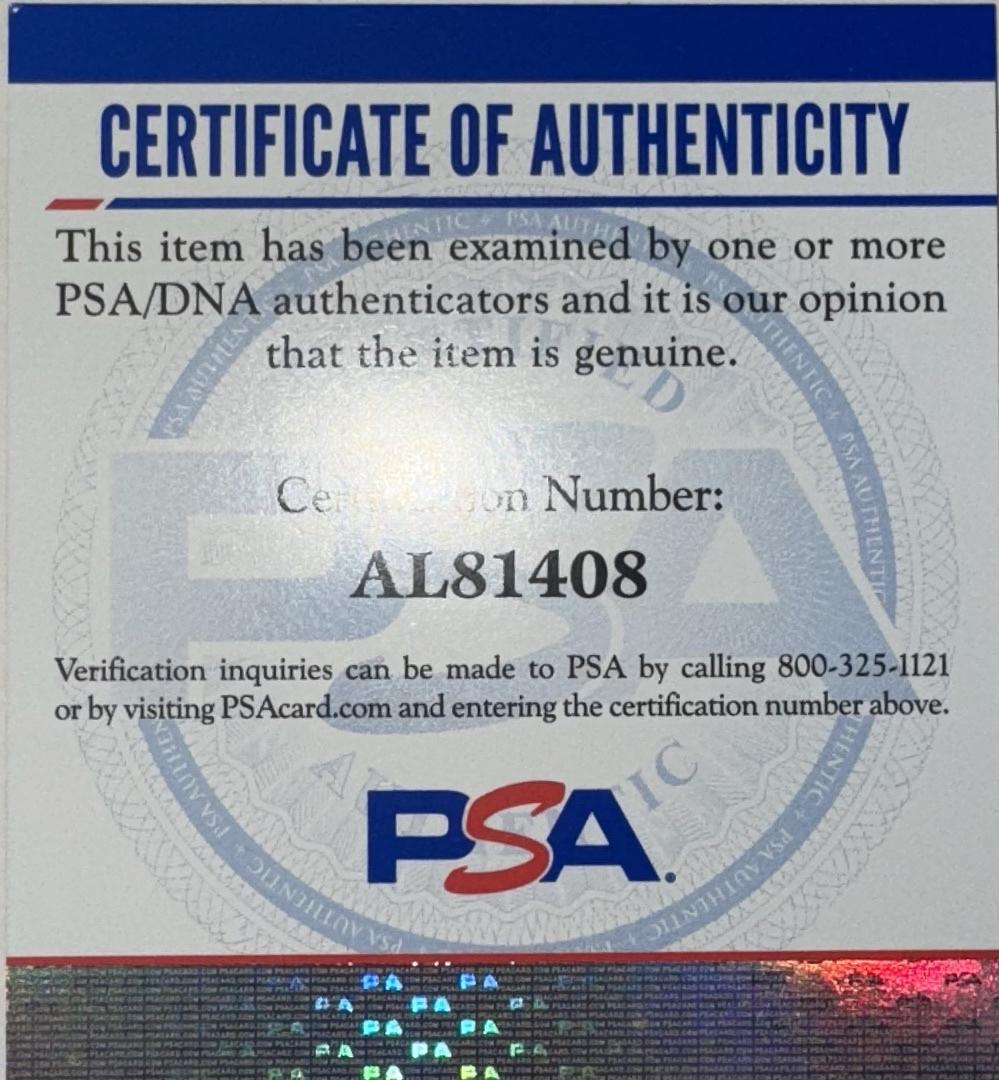 CERTIFICATE OF AUTHENTICITY
This item has been examined by one or more
PSA/DNA authenticators and it is our opinion
that the item is genuine.
Certification Number:
AL81408
Verification inquiries can be made to PSA by calling 800-325-1121
or by visiting PSAcard.com and entering the certification number above.
PSA.